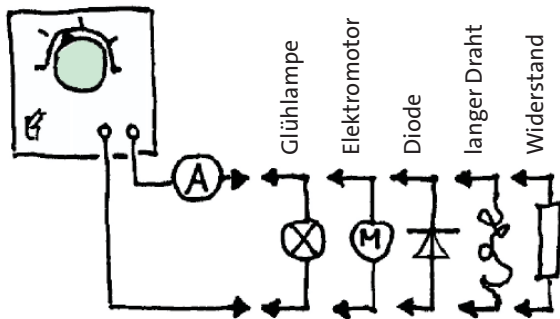 Glühlampe
Elektromotor
Diode
langer Draht
Widerstand
A
M